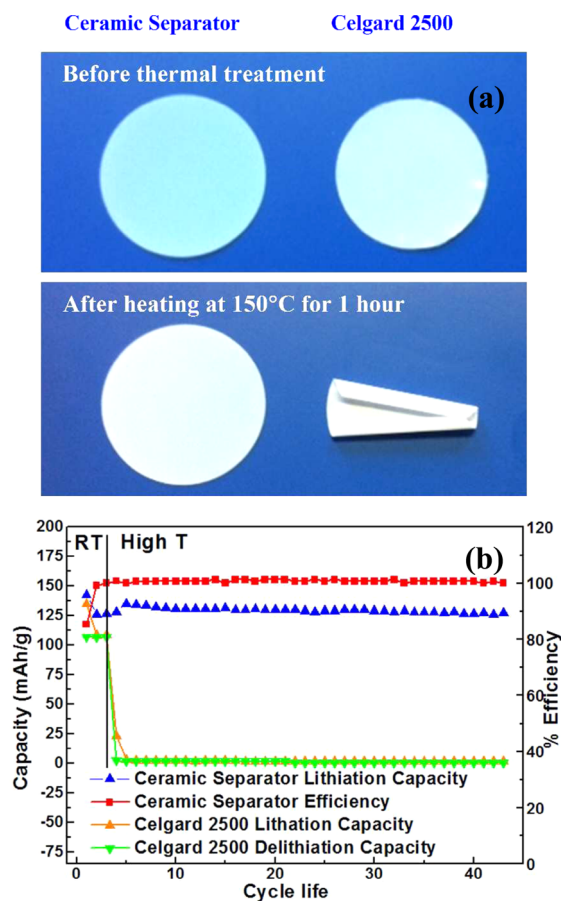 Ceramic Separator Celgard 2500
Before thermal treatment (a)
After heating at 150°C for 1 hour
200 120
RT High T (b)
175
150 100
125
100 80
75
50 60
25
0 40
-25
-50 20
-75
0
Capacity (mAh/g)
% Efficiency
Ceramic Separator Lithiation Capacity
Ceramic Separator Efficiency
Celgard 2500 Lithation Capacity
Celgard 2500 Delithiation Capacity
0 10 20 30 40
Cycle life